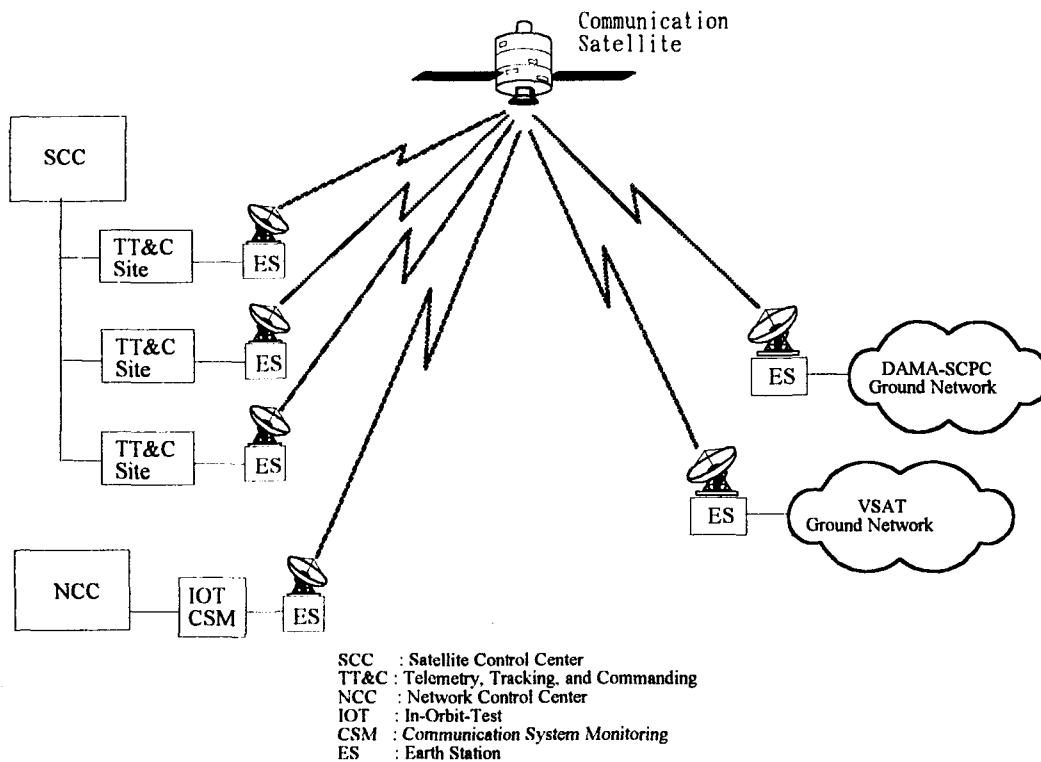 Communication
Satellite
SCC
TT&C
Site
ES
TT&C
Site
ES
TT&C
Site
ES
ES
DAMA-SCPC
Ground Network
ES
VSAT
Ground Network
NCC
IOT
CSM
ES
SCC : Satellite Control Center
TT&C : Telemetry, Tracking, and Commanding
NCC : Network Control Center
IOT : In-Orbit-Test
CSM : Communication System Monitoring
ES : Earth Station